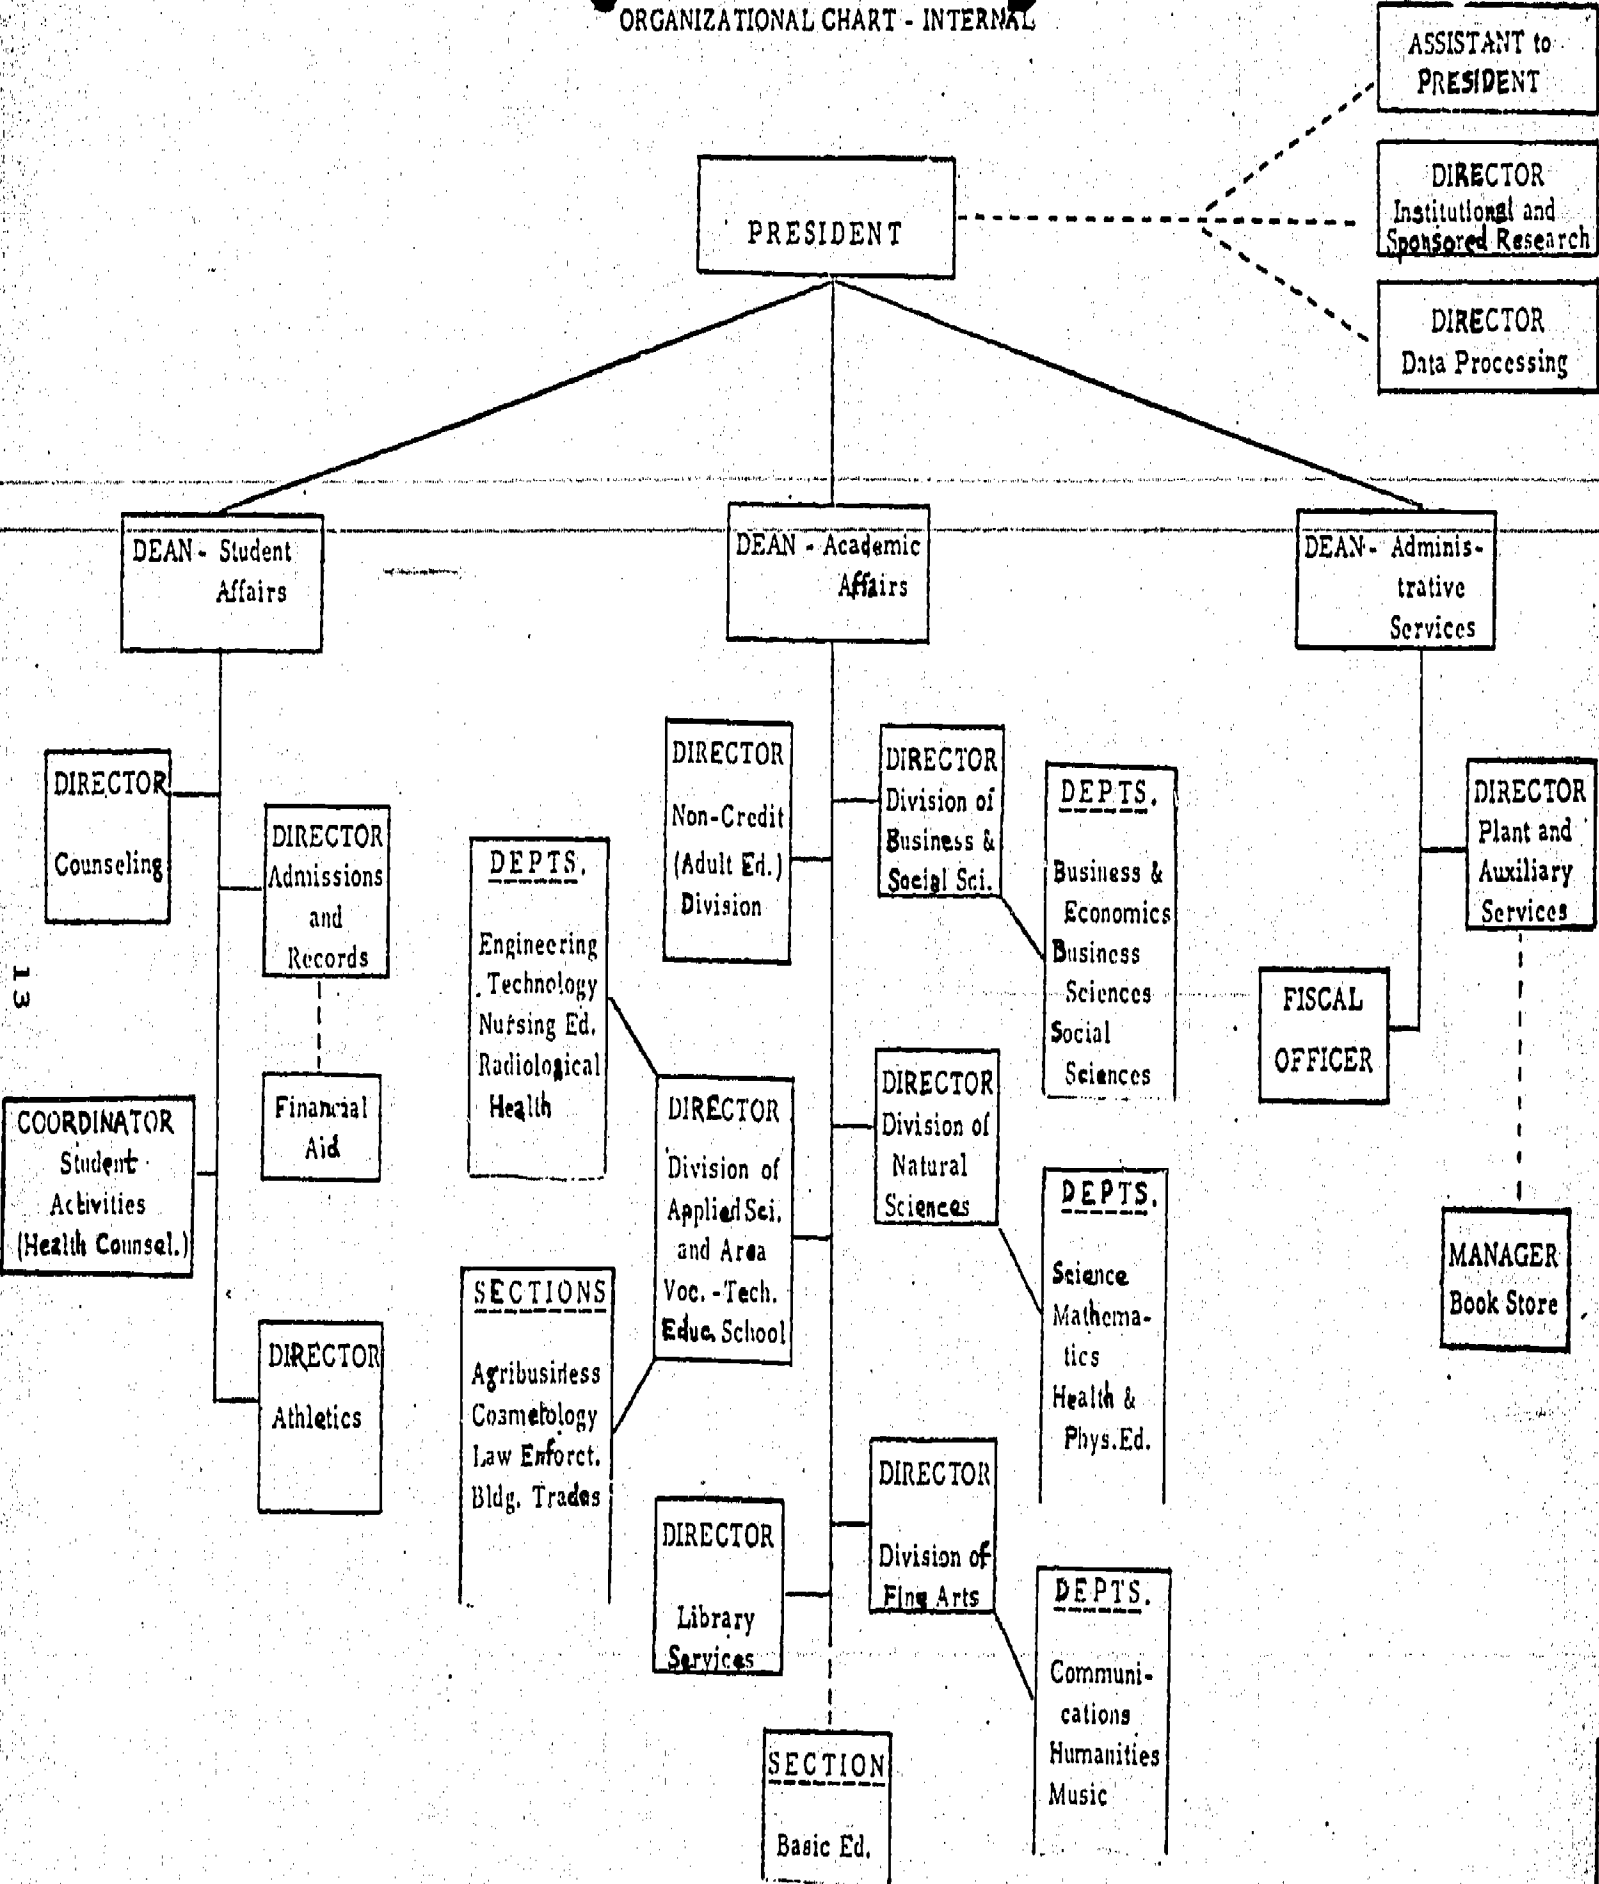 ORGANIZATIONAL CHART - INTERNAL
ASSISTANT to
PRESIDENT
DIRECTOR
Institutional and
Sponsored Research
DIRECTOR
Data Processing
PRESIDENT
DEAN - Student
Affairs
DEAN - Academic
Affairs
DEAN - Adminis-
trative
Services
DIRECTOR
Counseling
DIRECTOR
Admissions
and
Records
Financial
Aid
COORDINATOR
Student
Activities
(Health Counsel.)
DIRECTOR
Athletics
DIRECTOR
Non-Credit
(Adult Ed.)
Division
DEPTS.
Engineering
Technology
Nursing Ed.
Radiological
Health
DIRECTOR
Division of
Applied Sci.
and Area
Voc. - Tech.
Educ. School
SECTIONS
Agribusiness
Cosmetology
Law Enforct.
Bldg. Trades
DIRECTOR
Library
Services
SECTION
Basic Ed.
DIRECTOR
Division of
Business &
Social Sci.
DEPTS.
Business &
Economics
Business
Sciences
Social
Sciences
DIRECTOR
Division of
Natural
Sciences
DEPTS.
Science
Mathema-
tics
Health &
Phys. Ed.
DIRECTOR
Division of
Fine Arts
DEPTS.
Communi-
cations
Humanities
Music
DIRECTOR
Plant and
Auxiliary
Services
FISCAL
OFFICER
MANAGER
Book Store
13